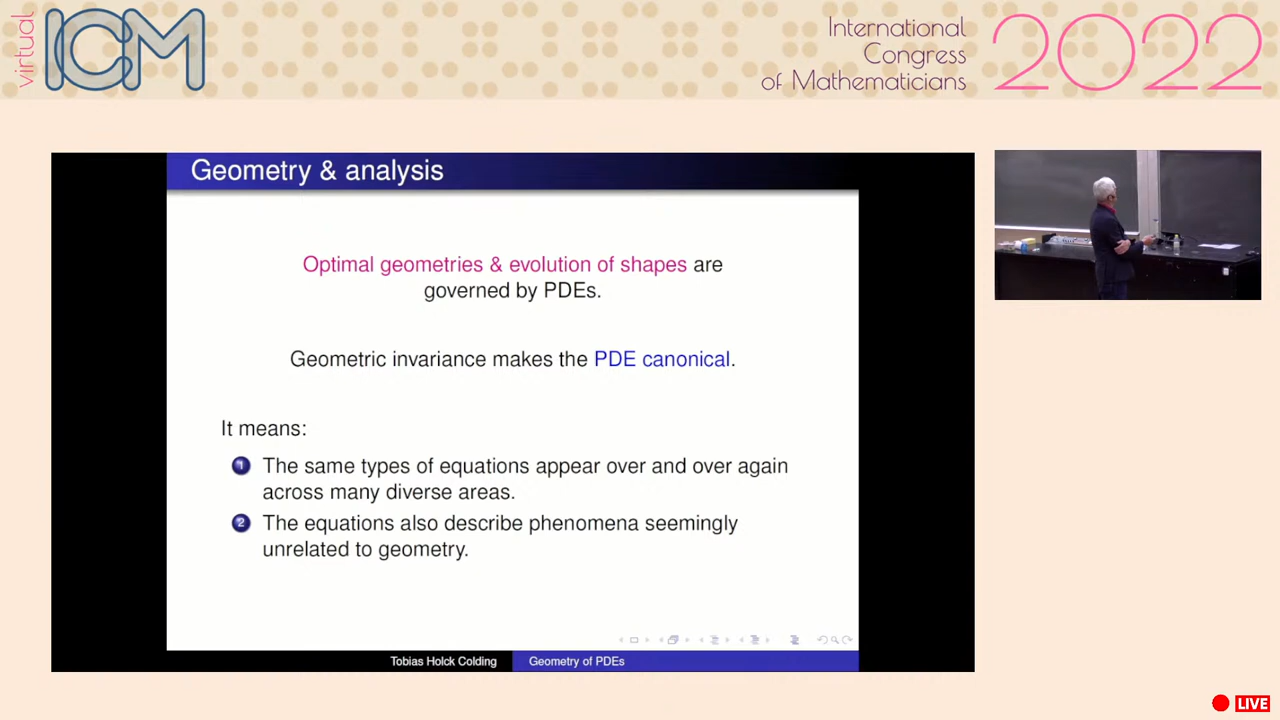 virtual
ICM
International
Congress
of Mathematicians
2022
Geometry & analysis
Optimal geometries & evolution of shapes are
governed by PDEs.
Geometric invariance makes the PDE canonical.
It means:
1 The same types of equations appear over and over again
across many diverse areas.
2 The equations also describe phenomena seemingly
unrelated to geometry.
Tobias Holck Colding
Geometry of PDEs
LIVE